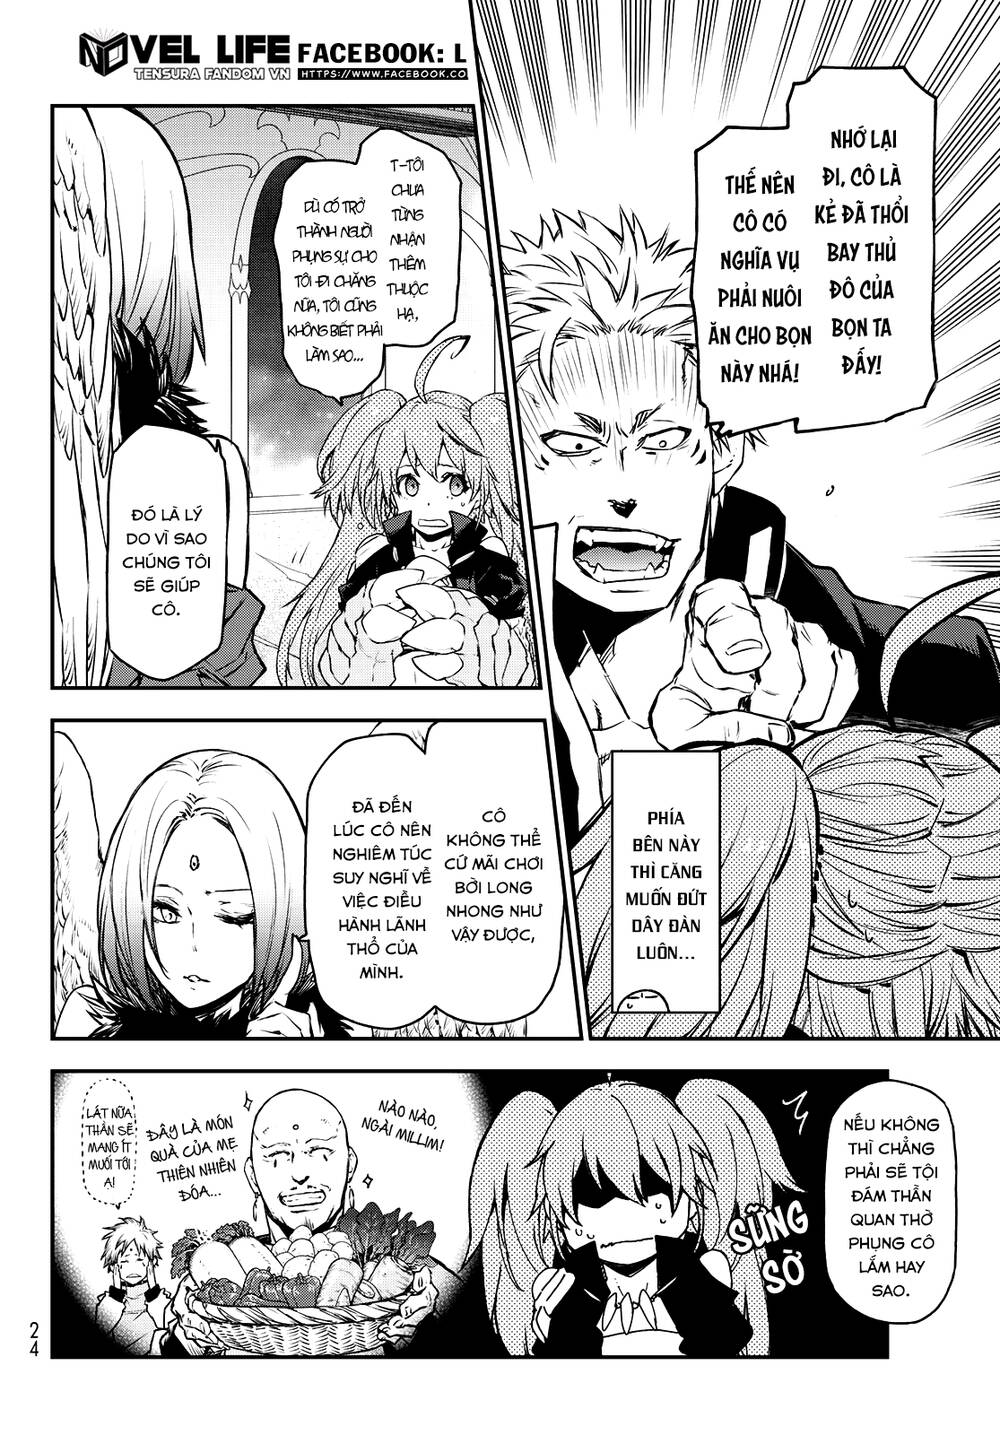 NOVEL LIFE
TENSURA FANDOM VN
FACEBOOK: L
HTTPS://WWW.FACEBOOK.CO
NHỚ LẠI
ĐI, CÔ LÀ
KẺ ĐÃ THỔI
BAY THỦ
ĐÔ CỦA
BỌN TA
ĐẤY!
THẾ NÊN
CÔ CÓ
NGHĨA VỤ
PHẢI NUÔI
ĂN CHO BỌN
NÀY NHÁ!
PHÍA
BÊN NÀY
THÌ CĂNG
MUỐN ĐỨT
DÂY ĐÀN
LUÔN...
T-TÔI
CHƯA
TỪNG
NHẬN
THÊM
THUỘC
HẠ,
DÙ CÓ TRỞ
THÀNH NGƯỜI
PHỤNG SỰ CHO
TÔI ĐI CHĂNG
NỮA, TÔI CŨNG
KHÔNG BIẾT PHẢI
LÀM SAO...
ĐÓ LÀ LÝ
DO VÌ SAO
CHÚNG TÔI
SẼ GIÚP
CÔ.
CÔ
KHÔNG THỂ
CỨ MÃI CHƠI
BỜI LONG
NHONG NHƯ
VẬY ĐƯỢC,
ĐÃ ĐẾN
LÚC CÔ NÊN
NGHIÊM TÚC
SUY NGHĨ VỀ
VIỆC ĐIỀU
HÀNH LÃNH
THỔ CỦA
MÌNH.
NẾU KHÔNG
THÌ CHẲNG
PHẢI SẼ TỘI
ĐÁM THẦN
QUAN THỜ
PHỤNG CÔ
LẮM HAY
SAO.
SỮNG
SỜ
NÀO NÀO,
NGÀI MILLIM!
ĐÂY LÀ MÓN
QUÀ CỦA MẸ
THIÊN NHIÊN
ĐÓA...
LÁT NỮA
THẦN SẼ
MANG ÍT
MUỐI TỚI
Ạ!
24